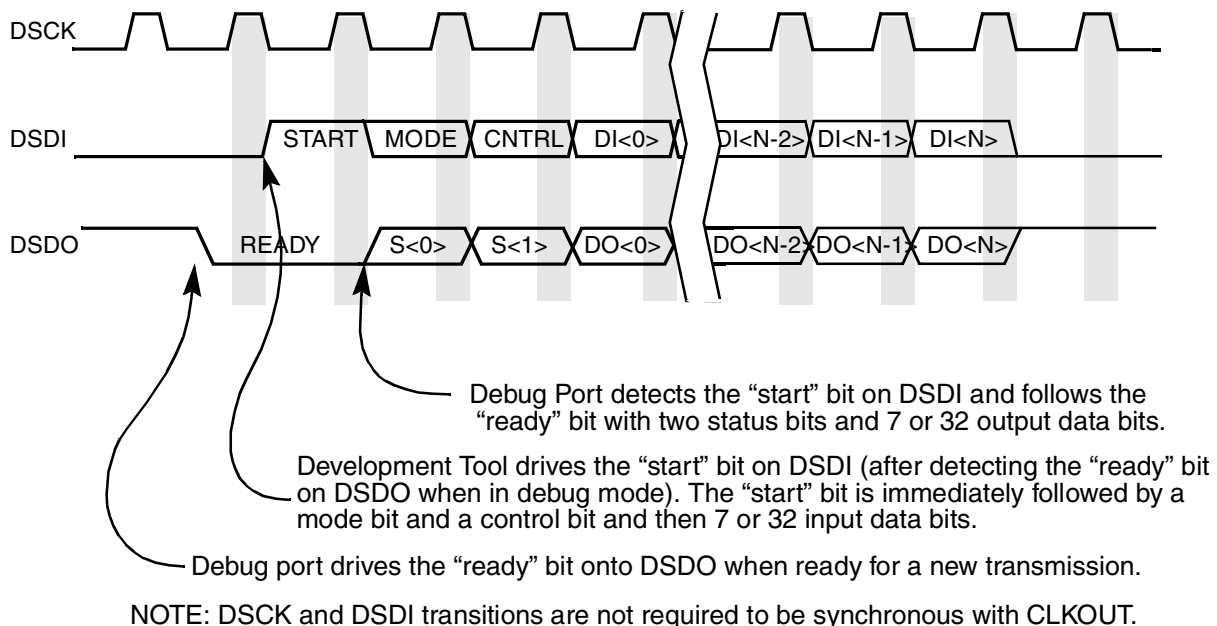 DSCK
DSDI
START MODE CNTRL DI<0> DI<N-2> DI<N-1> DI<N>
DSDO
READY S<0> S<1> DO<0> DO<N-2> DO<N-1> DO<N>
Debug Port detects the “start” bit on DSDI and follows the
“ready” bit with two status bits and 7 or 32 output data bits.
Development Tool drives the “start” bit on DSDI (after detecting the “ready” bit
on DSDO when in debug mode). The “start” bit is immediately followed by a
mode bit and a control bit and then 7 or 32 input data bits.
Debug port drives the “ready” bit onto DSDO when ready for a new transmission.
NOTE: DSCK and DSDI transitions are not required to be synchronous with CLKOUT.